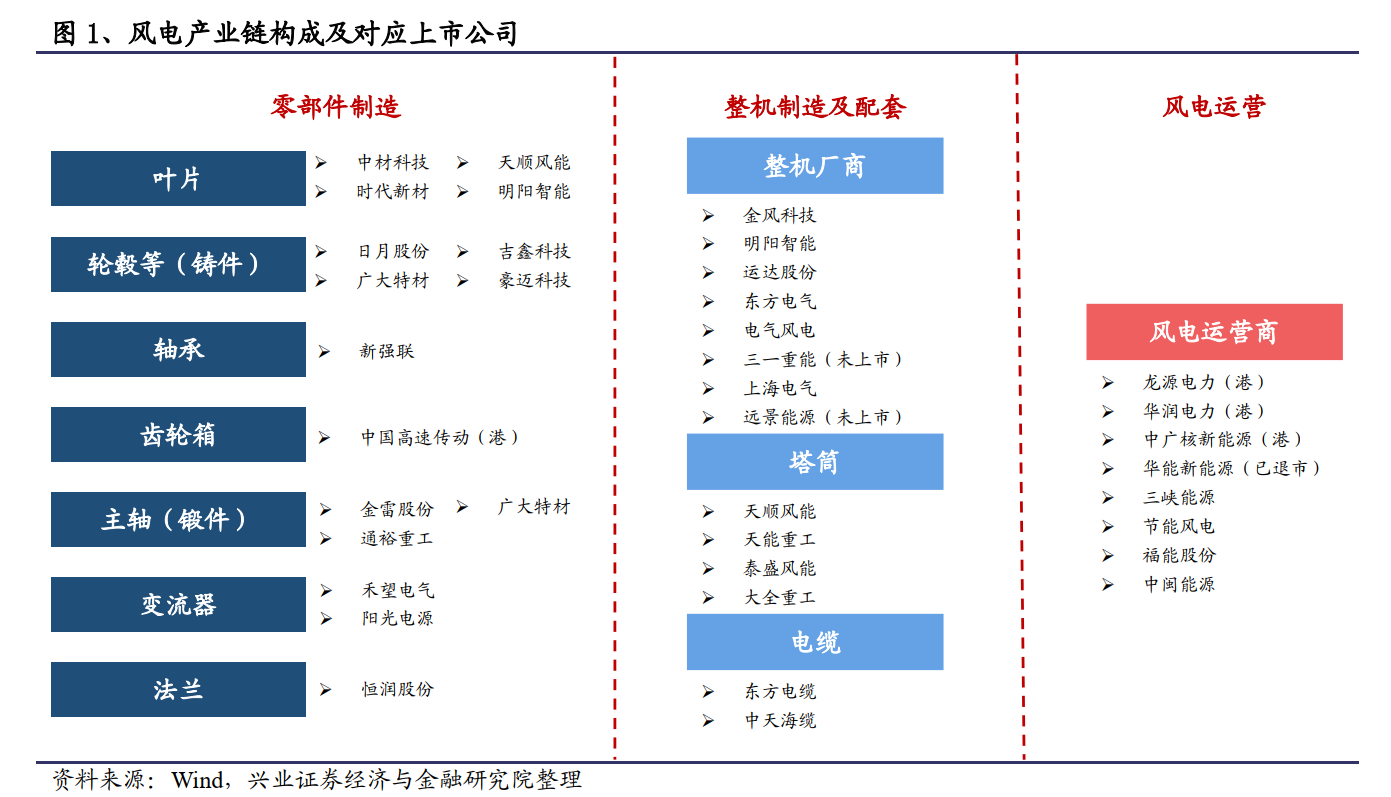 图 1、风电产业链构成及对应上市公司
零部件制造
叶片
➢ 中材科技 ➢ 天顺风能
➢ 时代新材 ➢ 明阳智能
轮毂等（铸件）
➢ 日月股份 ➢ 吉鑫科技
➢ 广大特材 ➢ 豪迈科技
轴承
➢ 新强联
齿轮箱
➢ 中国高速传动（港）
主轴（锻件）
➢ 金雷股份 ➢ 广大特材
➢ 通裕重工
变流器
➢ 禾望电气
➢ 阳光电源
法兰
➢ 恒润股份
整机制造及配套
整机厂商
➢ 金风科技
➢ 明阳智能
➢ 运达股份
➢ 东方电气
➢ 电气风电
➢ 三一重能（未上市）
➢ 上海电气
➢ 远景能源（未上市）
塔筒
➢ 天顺风能
➢ 天能重工
➢ 泰盛风能
➢ 大全重工
电缆
➢ 东方电缆
➢ 中天海缆
风电运营
风电运营商
➢ 龙源电力（港）
➢ 华润电力（港）
➢ 中广核新能源（港）
➢ 华能新能源（已退市）
➢ 三峡能源
➢ 节能风电
➢ 福能股份
➢ 中闽能源
资料来源：Wind，兴业证券经济与金融研究院整理